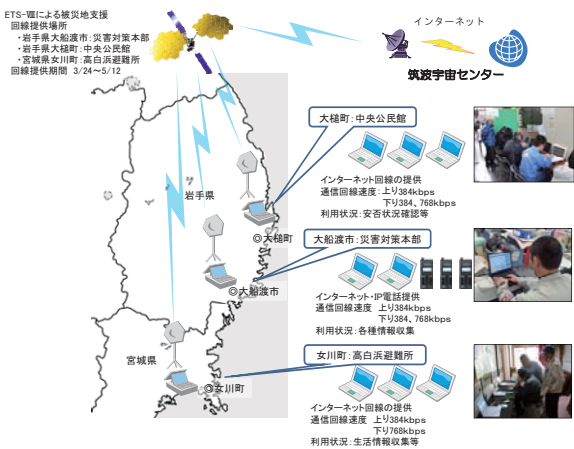 ETS-Ⅷによる被災地支援
回線提供場所
・岩手県大船渡市：災害対策本部
・岩手県大槌町：中央公民館
・宮城県女川町：高白浜避難所
回線提供期間 3/24～5/12
インターネット
筑波宇宙センター
大槌町：中央公民館
インターネット回線の提供
通信回線速度：上り384kbps
下り384、768kbps
利用状況：安否状況確認等
岩手県
◎大槌町
大船渡市：災害対策本部
インターネット・IP電話提供
通信回線速度 上り384kbps
下り384、768kbps
利用状況：各種情報収集
◎大船渡市
宮城県
女川町：高白浜避難所
◎女川町
インターネット回線の提供
通信回線速度 上り384kbps
下り768kbps
利用状況：生活情報収集等